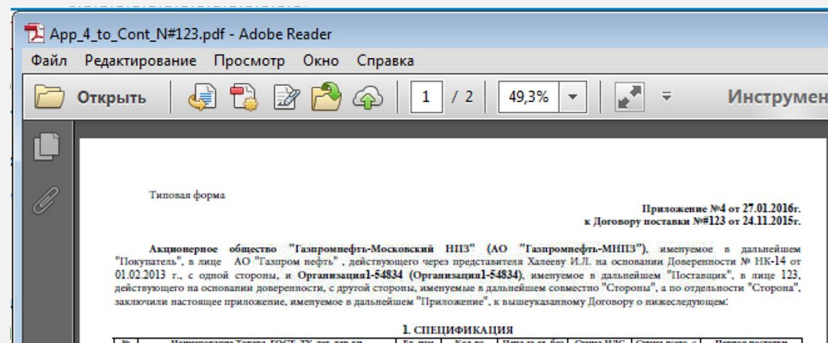 App_4_to_Cont_N#123.pdf - Adobe Reader
Файл Редактирование Просмотр Окно Справка
Открыть 1 / 2 49,3% Инструмен
Типовая форма
Приложение №4 от 27.01.2016г.
к Договору поставки №#123 от 24.11.2015г.
Акционерное общество "Газпромнефть-Московский НПЗ" (АО "Газпромнефть-МНПЗ"), именуемое в дальнейшем
"Покупатель", в лице АО "Газпром нефть" , действующего через представителя Халееву И.Л. на основании Доверенности № НК-14 от
01.02.2013 г., с одной стороны, и Организация1-54834 (Организация1-54834), именуемое в дальнейшем "Поставщик", в лице 123,
действующего на основании доверенности, с другой стороны, именуемые в дальнейшем совместно "Стороны", а по отдельности "Сторона",
заключили настоящее приложение, именуемое в дальнейшем "Приложение", к вышеуказанному Договору о нижеследующем:
1. СПЕЦИФИКАЦИЯ